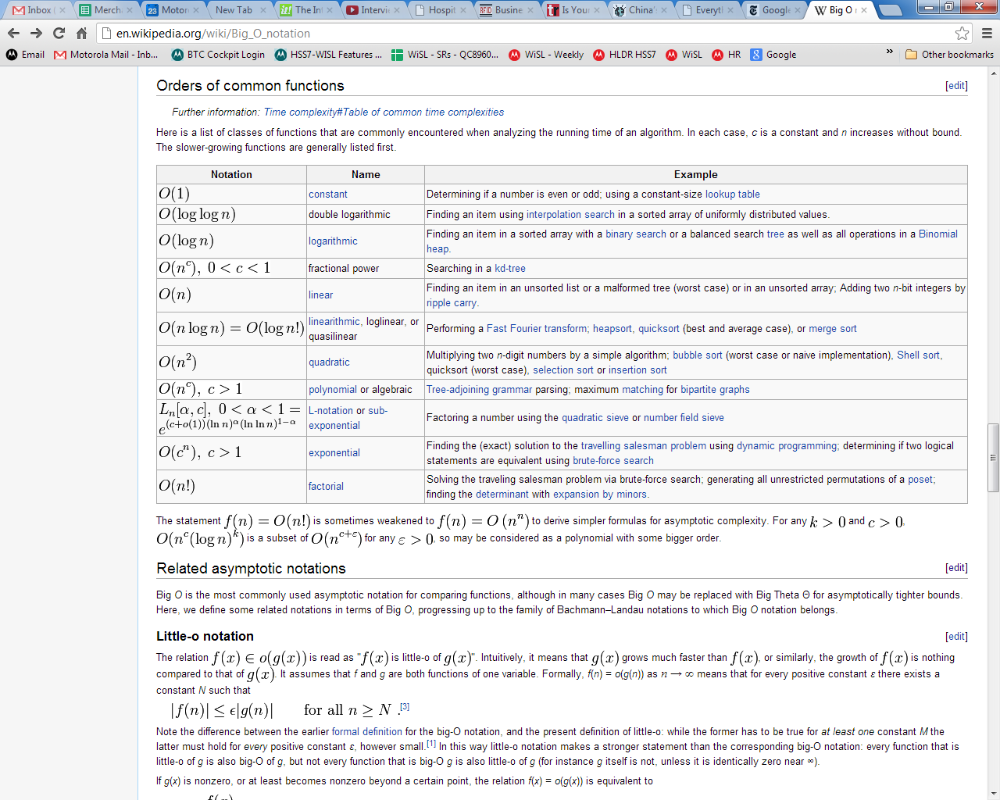 Inbox
Merch
23 Motor
New Tab
it! The In
Intervi
Hospit
RFID Busine
Is Your
China'
Everyt
Google
W Big O
en.wikipedia.org/wiki/Big_O_notation
Email Motorola Mail - Inb... BTC Cockpit Login HSS7-WISL Features ... WiSL - SRs - QC8960... WiSL - Weekly HLDR HSS7 WiSL HR 8 Google » Other bookmarks
Orders of common functions [edit]
Further information: Time complexity#Table of common time complexities
Here is a list of classes of functions that are commonly encountered when analyzing the running time of an algorithm. In each case, c is a constant and n increases without bound.
The slower-growing functions are generally listed first.
Notation Name Example
O(1) constant Determining if a number is even or odd; using a constant-size lookup table
O(log log n) double logarithmic Finding an item using interpolation search in a sorted array of uniformly distributed values.
O(log n) logarithmic Finding an item in a sorted array with a binary search or a balanced search tree as well as all operations in a Binomial
heap.
O(n^c), 0 < c < 1 fractional power Searching in a kd-tree
O(n) linear Finding an item in an unsorted list or a malformed tree (worst case) or in an unsorted array; Adding two n-bit integers by
ripple carry.
O(n log n) = O(log n!) linearithmic, loglinear, or
quasilinear Performing a Fast Fourier transform; heapsort, quicksort (best and average case), or merge sort
O(n²) quadratic Multiplying two n-digit numbers by a simple algorithm; bubble sort (worst case or naive implementation), Shell sort,
quicksort (worst case), selection sort or insertion sort
O(n^c), c > 1 polynomial or algebraic Tree-adjoining grammar parsing; maximum matching for bipartite graphs
L_n[α, c], 0 < α < 1 =
e^{(c+o(1))(ln n)^α(ln ln n)^{1−α}} L-notation or sub-
exponential Factoring a number using the quadratic sieve or number field sieve
O(c^n), c > 1 exponential Finding the (exact) solution to the travelling salesman problem using dynamic programming; determining if two logical
statements are equivalent using brute-force search
O(n!) factorial Solving the traveling salesman problem via brute-force search; generating all unrestricted permutations of a poset;
finding the determinant with expansion by minors.
The statement f(n) = O(n!) is sometimes weakened to f(n) = O(n^n) to derive simpler formulas for asymptotic complexity. For any k > 0 and c > 0,
O(n^c(log n)^k) is a subset of O(n^{c+ε}) for any ε > 0, so may be considered as a polynomial with some bigger order.
Related asymptotic notations [edit]
Big O is the most commonly used asymptotic notation for comparing functions, although in many cases Big O may be replaced with Big Theta Θ for asymptotically tighter bounds.
Here, we define some related notations in terms of Big O, progressing up to the family of Bachmann–Landau notations to which Big O notation belongs.
Little-o notation [edit]
The relation f(x) ∈ o(g(x)) is read as "f(x) is little-o of g(x)". Intuitively, it means that g(x) grows much faster than f(x), or similarly, the growth of f(x) is nothing
compared to that of g(x). It assumes that f and g are both functions of one variable. Formally, f(n) = o(g(n)) as n → ∞ means that for every positive constant ε there exists a
constant N such that
|f(n)| ≤ ϵ|g(n)| for all n ≥ N .[3]
Note the difference between the earlier formal definition for the big-O notation, and the present definition of little-o: while the former has to be true for at least one constant M the
latter must hold for every positive constant ε, however small.[1] In this way little-o notation makes a stronger statement than the corresponding big-O notation: every function that is
little-o of g is also big-O of g, but not every function that is big-O g is also little-o of g (for instance g itself is not, unless it is identically zero near ∞).
If g(x) is nonzero, or at least becomes nonzero beyond a certain point, the relation f(x) = o(g(x)) is equivalent to